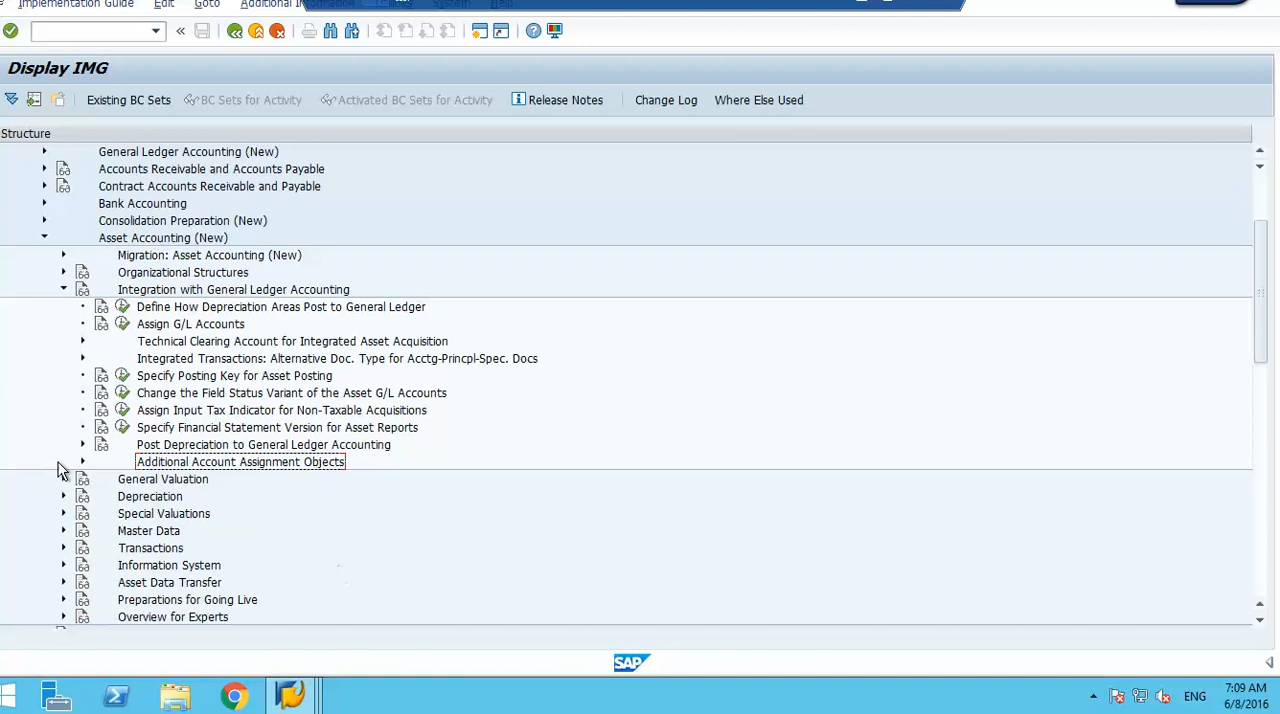 Implementation Guide Edit Goto Additional Information System Help
Display IMG
Existing BC Sets BC Sets for Activity Activated BC Sets for Activity Release Notes Change Log Where Else Used
Structure
General Ledger Accounting (New)
Accounts Receivable and Accounts Payable
Contract Accounts Receivable and Payable
Bank Accounting
Consolidation Preparation (New)
Asset Accounting (New)
Migration: Asset Accounting (New)
Organizational Structures
Integration with General Ledger Accounting
Define How Depreciation Areas Post to General Ledger
Assign G/L Accounts
Technical Clearing Account for Integrated Asset Acquisition
Integrated Transactions: Alternative Doc. Type for Acctg-Princpl-Spec. Docs
Specify Posting Key for Asset Posting
Change the Field Status Variant of the Asset G/L Accounts
Assign Input Tax Indicator for Non-Taxable Acquisitions
Specify Financial Statement Version for Asset Reports
Post Depreciation to General Ledger Accounting
Additional Account Assignment Objects
General Valuation
Depreciation
Special Valuations
Master Data
Transactions
Information System
Asset Data Transfer
Preparations for Going Live
Overview for Experts
SAP
ENG
7:09 AM
6/8/2016